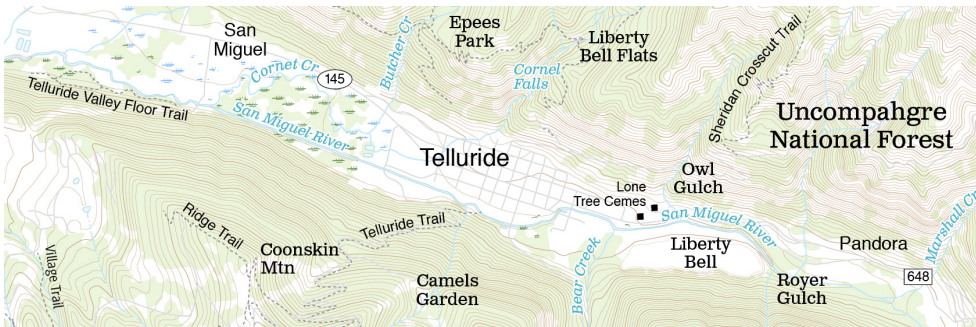 San
Miguel
Cornet Cr
145
Butcher Cr
Epees
Park
Liberty
Bell Flats
Cornel
Falls
Sheridan Crosscut Trail
Uncompahgre
National Forest
Telluride Valley Floor Trail
San Miguel River
Telluride
Owl
Gulch
Lone
Tree Cemes
San Miguel River
Marshall Cr
Ridge Trail
Telluride Trail
Coonskin
Mtn
Village Trail
Camels
Garden
Bear Creek
Liberty
Bell
Pandora
648
Royer
Gulch